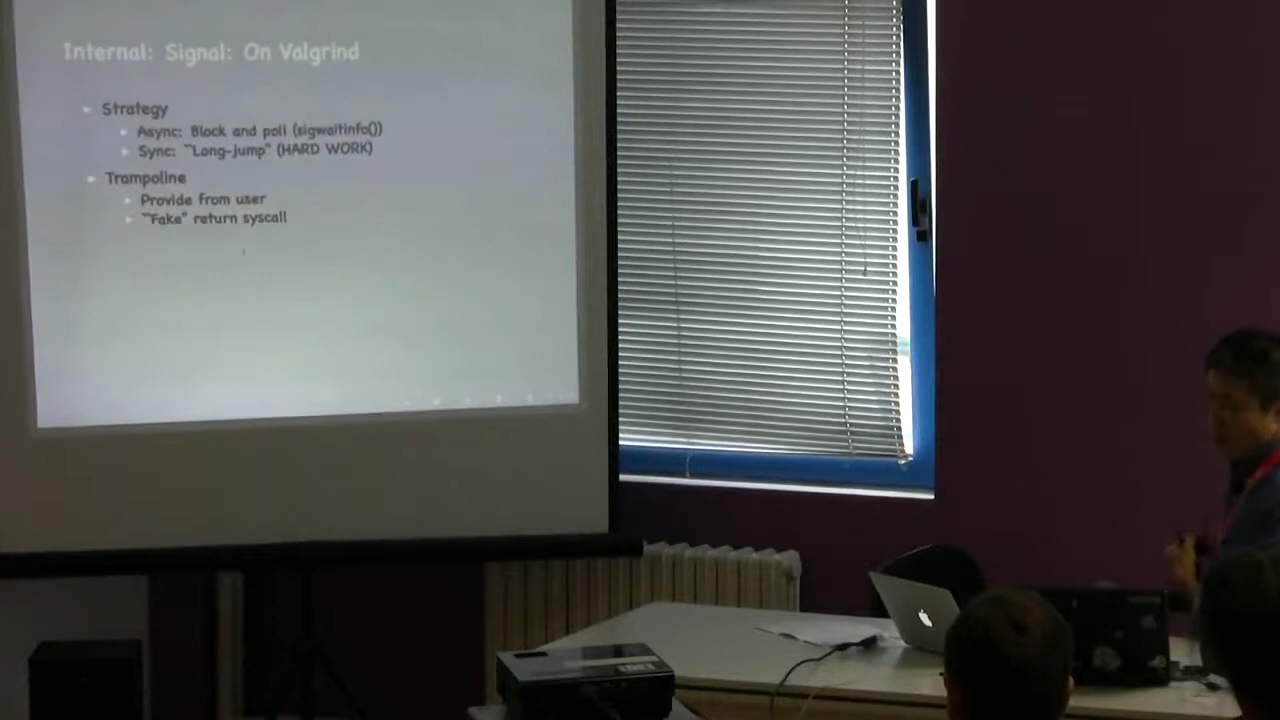 Internal: Signal: On Valgrind
Strategy
Async: Block and poll (sigwaitinfo())
Sync: "Long-jump" (HARD WORK)
Trampoline
Provide from user
"Fake" return syscall